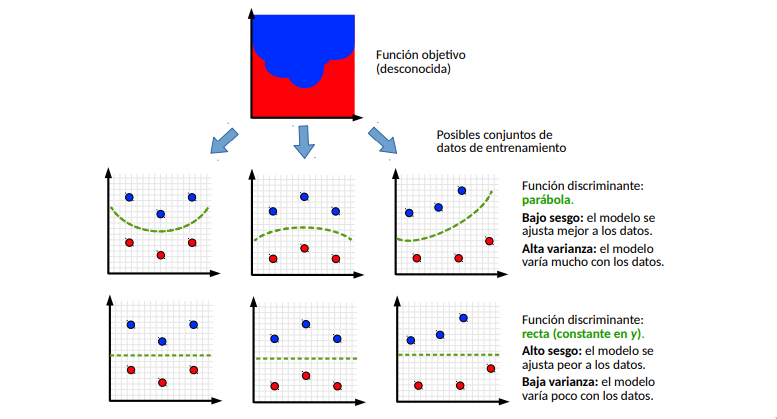 Función objetivo
(desconocida)
Posibles conjuntos de
datos de entrenamiento
Función discriminante:
parábola.
Bajo sesgo: el modelo se
ajusta mejor a los datos.
Alta varianza: el modelo
varía mucho con los datos.
Función discriminante:
recta (constante en y).
Alto sesgo: el modelo se
ajusta peor a los datos.
Baja varianza: el modelo
varía poco con los datos.